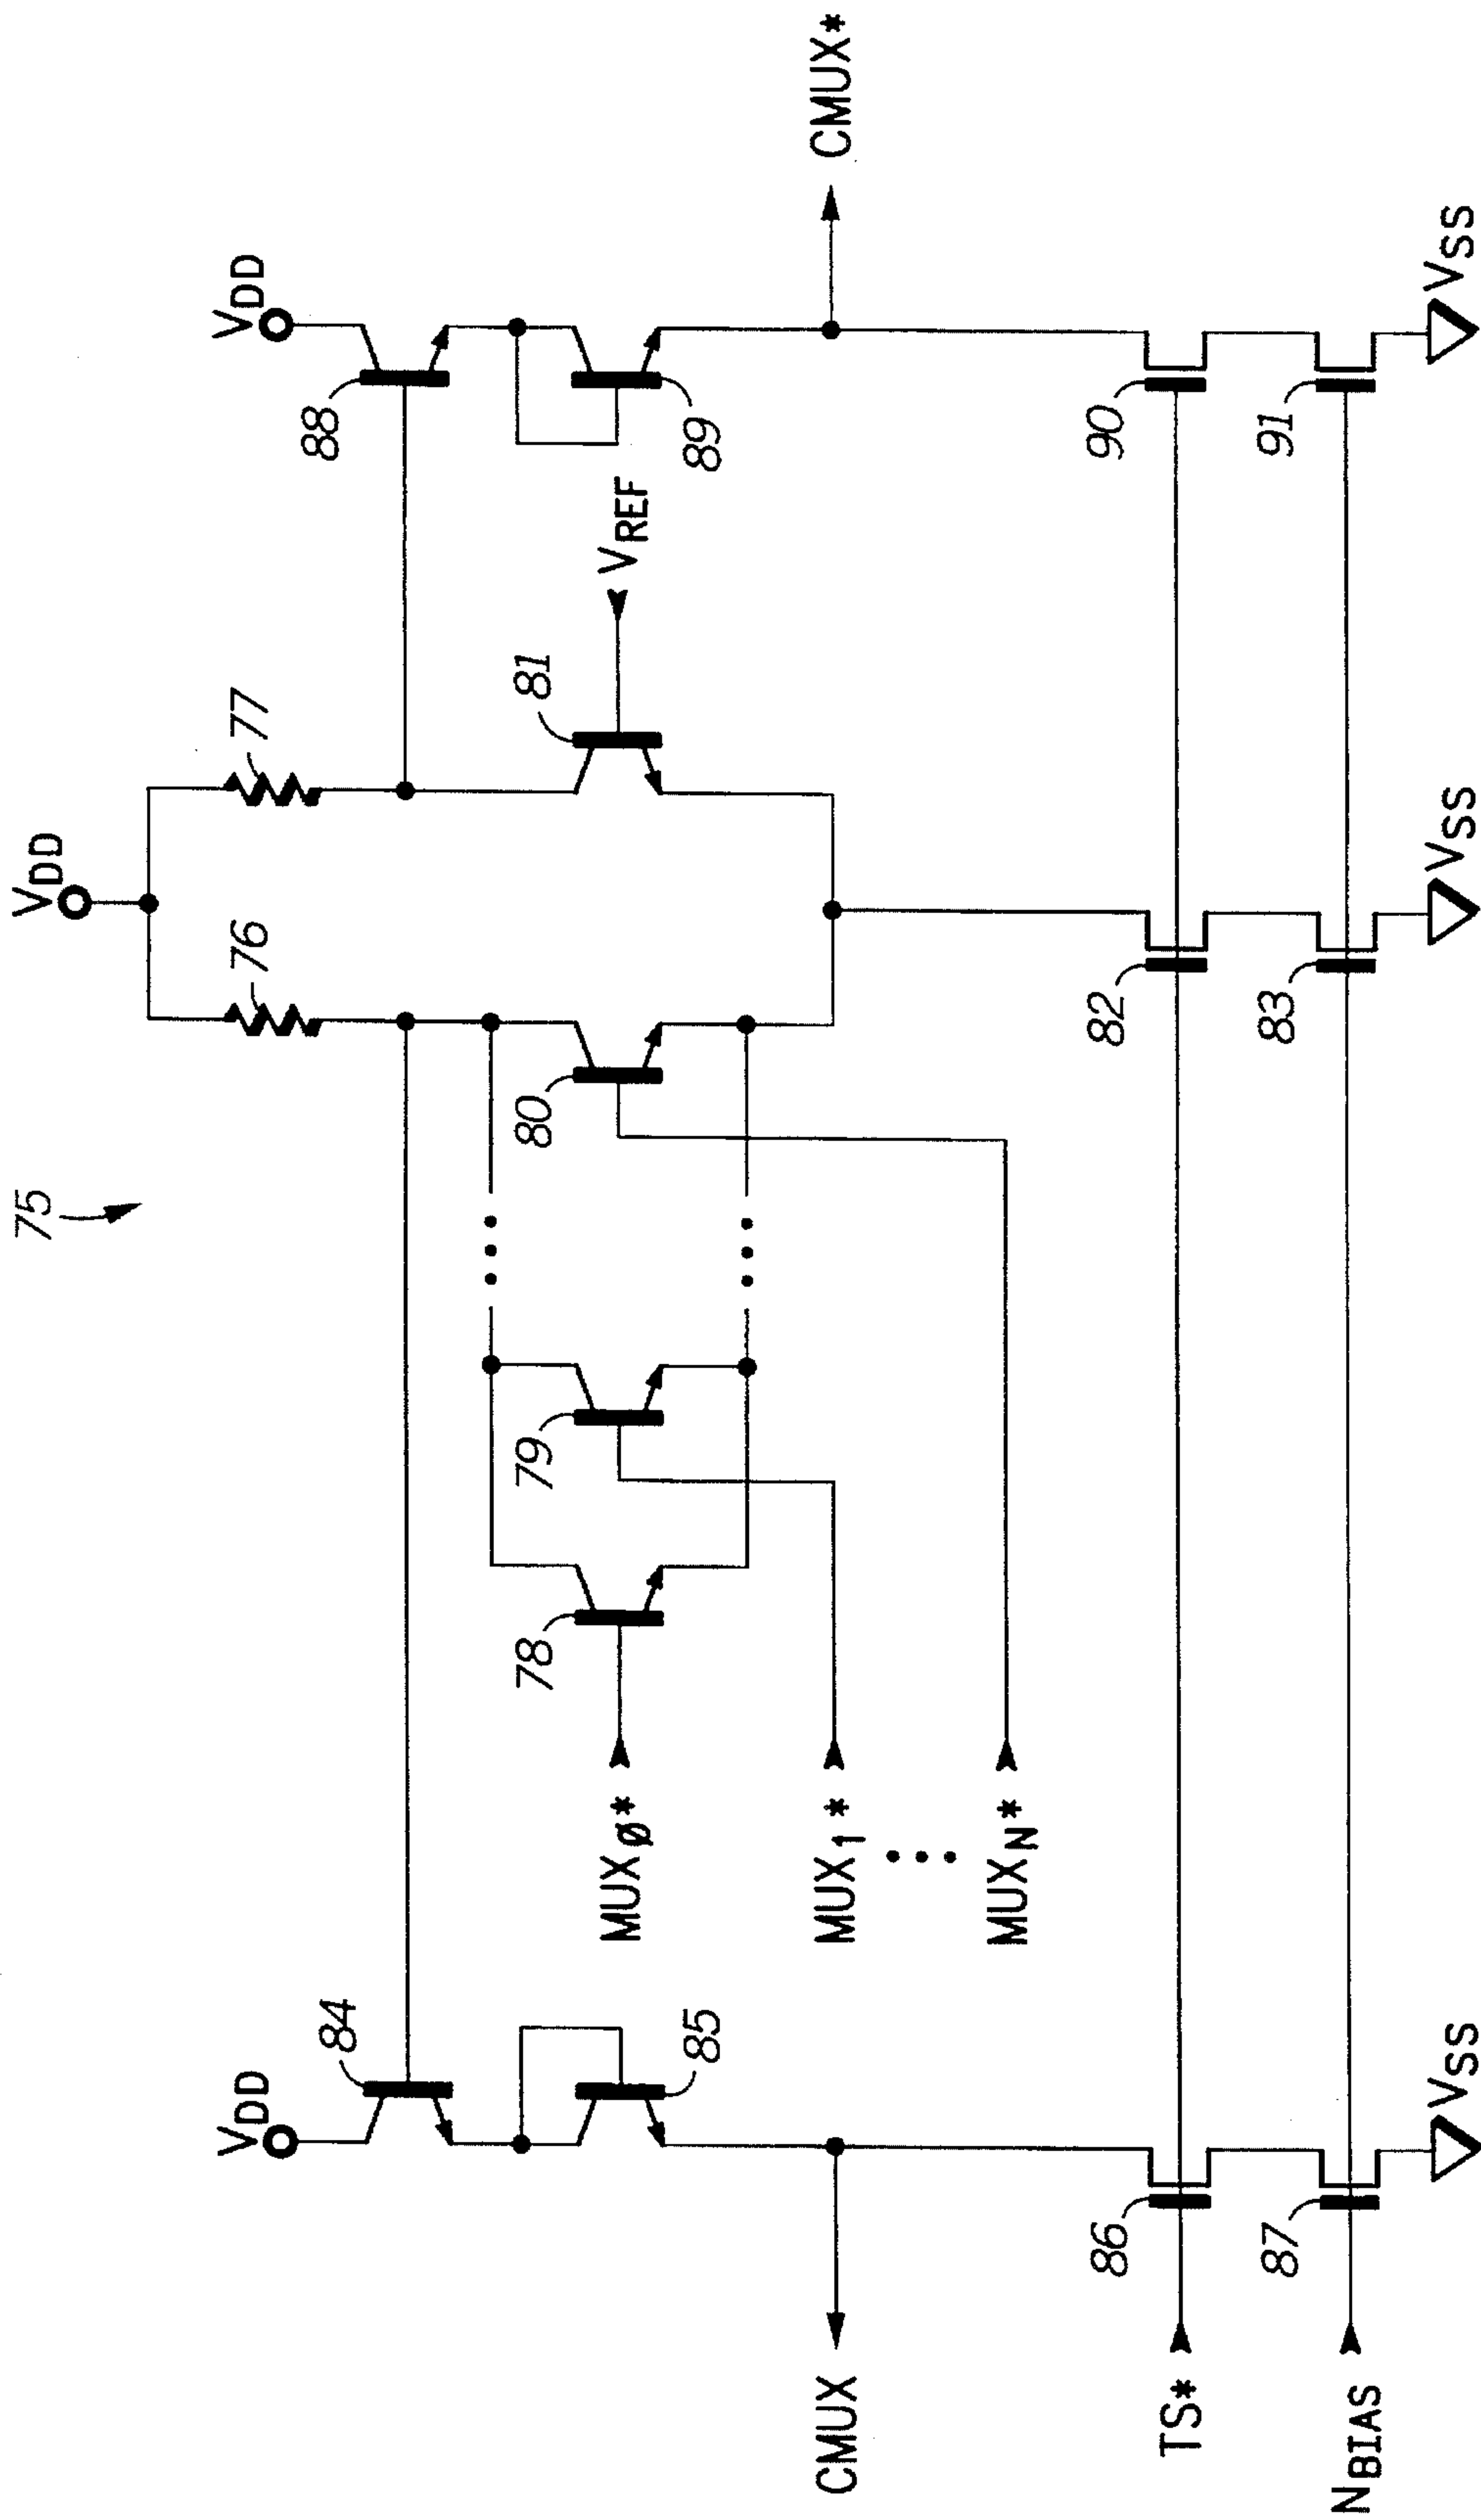 75
VDD
76
77
VDD
84
VDD
88
85
78
79
80
81
VREF
89
MUXø*
MUX1*
MUXN*
CMUX
CMUX*
86
82
90
TS*
87
83
91
NBIAS
VSS
VSS
VSS